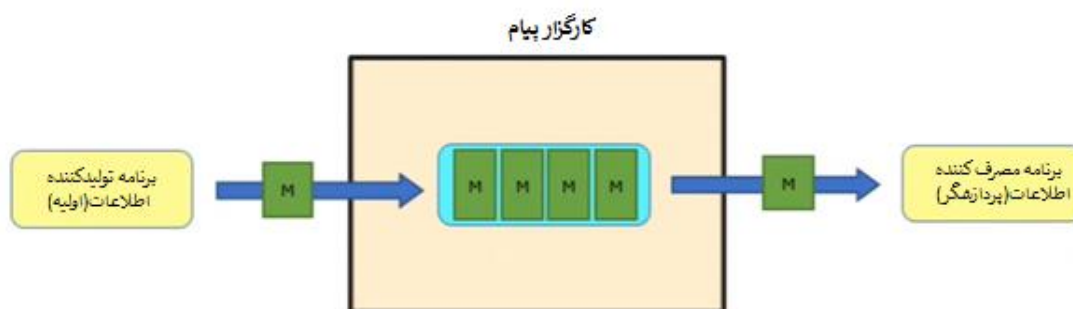 کارگزار پیام
برنامه تولیدکننده
اطلاعات(اولیه)
M
M
M
M
M
M
برنامه مصرف کننده
اطلاعات(پردازشگر)